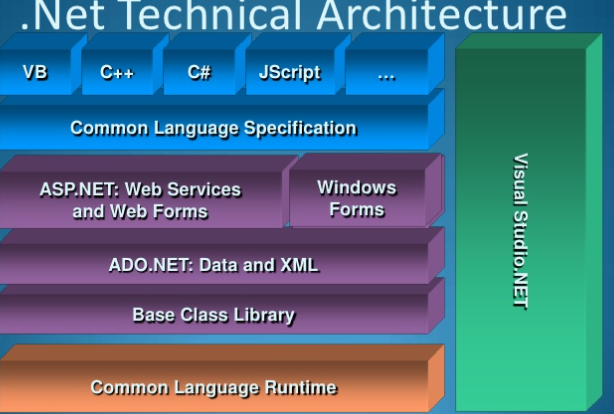 .Net Technical Architecture
VB
C++
C#
JScript
...
Common Language Specification
ASP.NET: Web Services
and Web Forms
Windows
Forms
ADO.NET: Data and XML
Base Class Library
Common Language Runtime
Visual Studio.NET